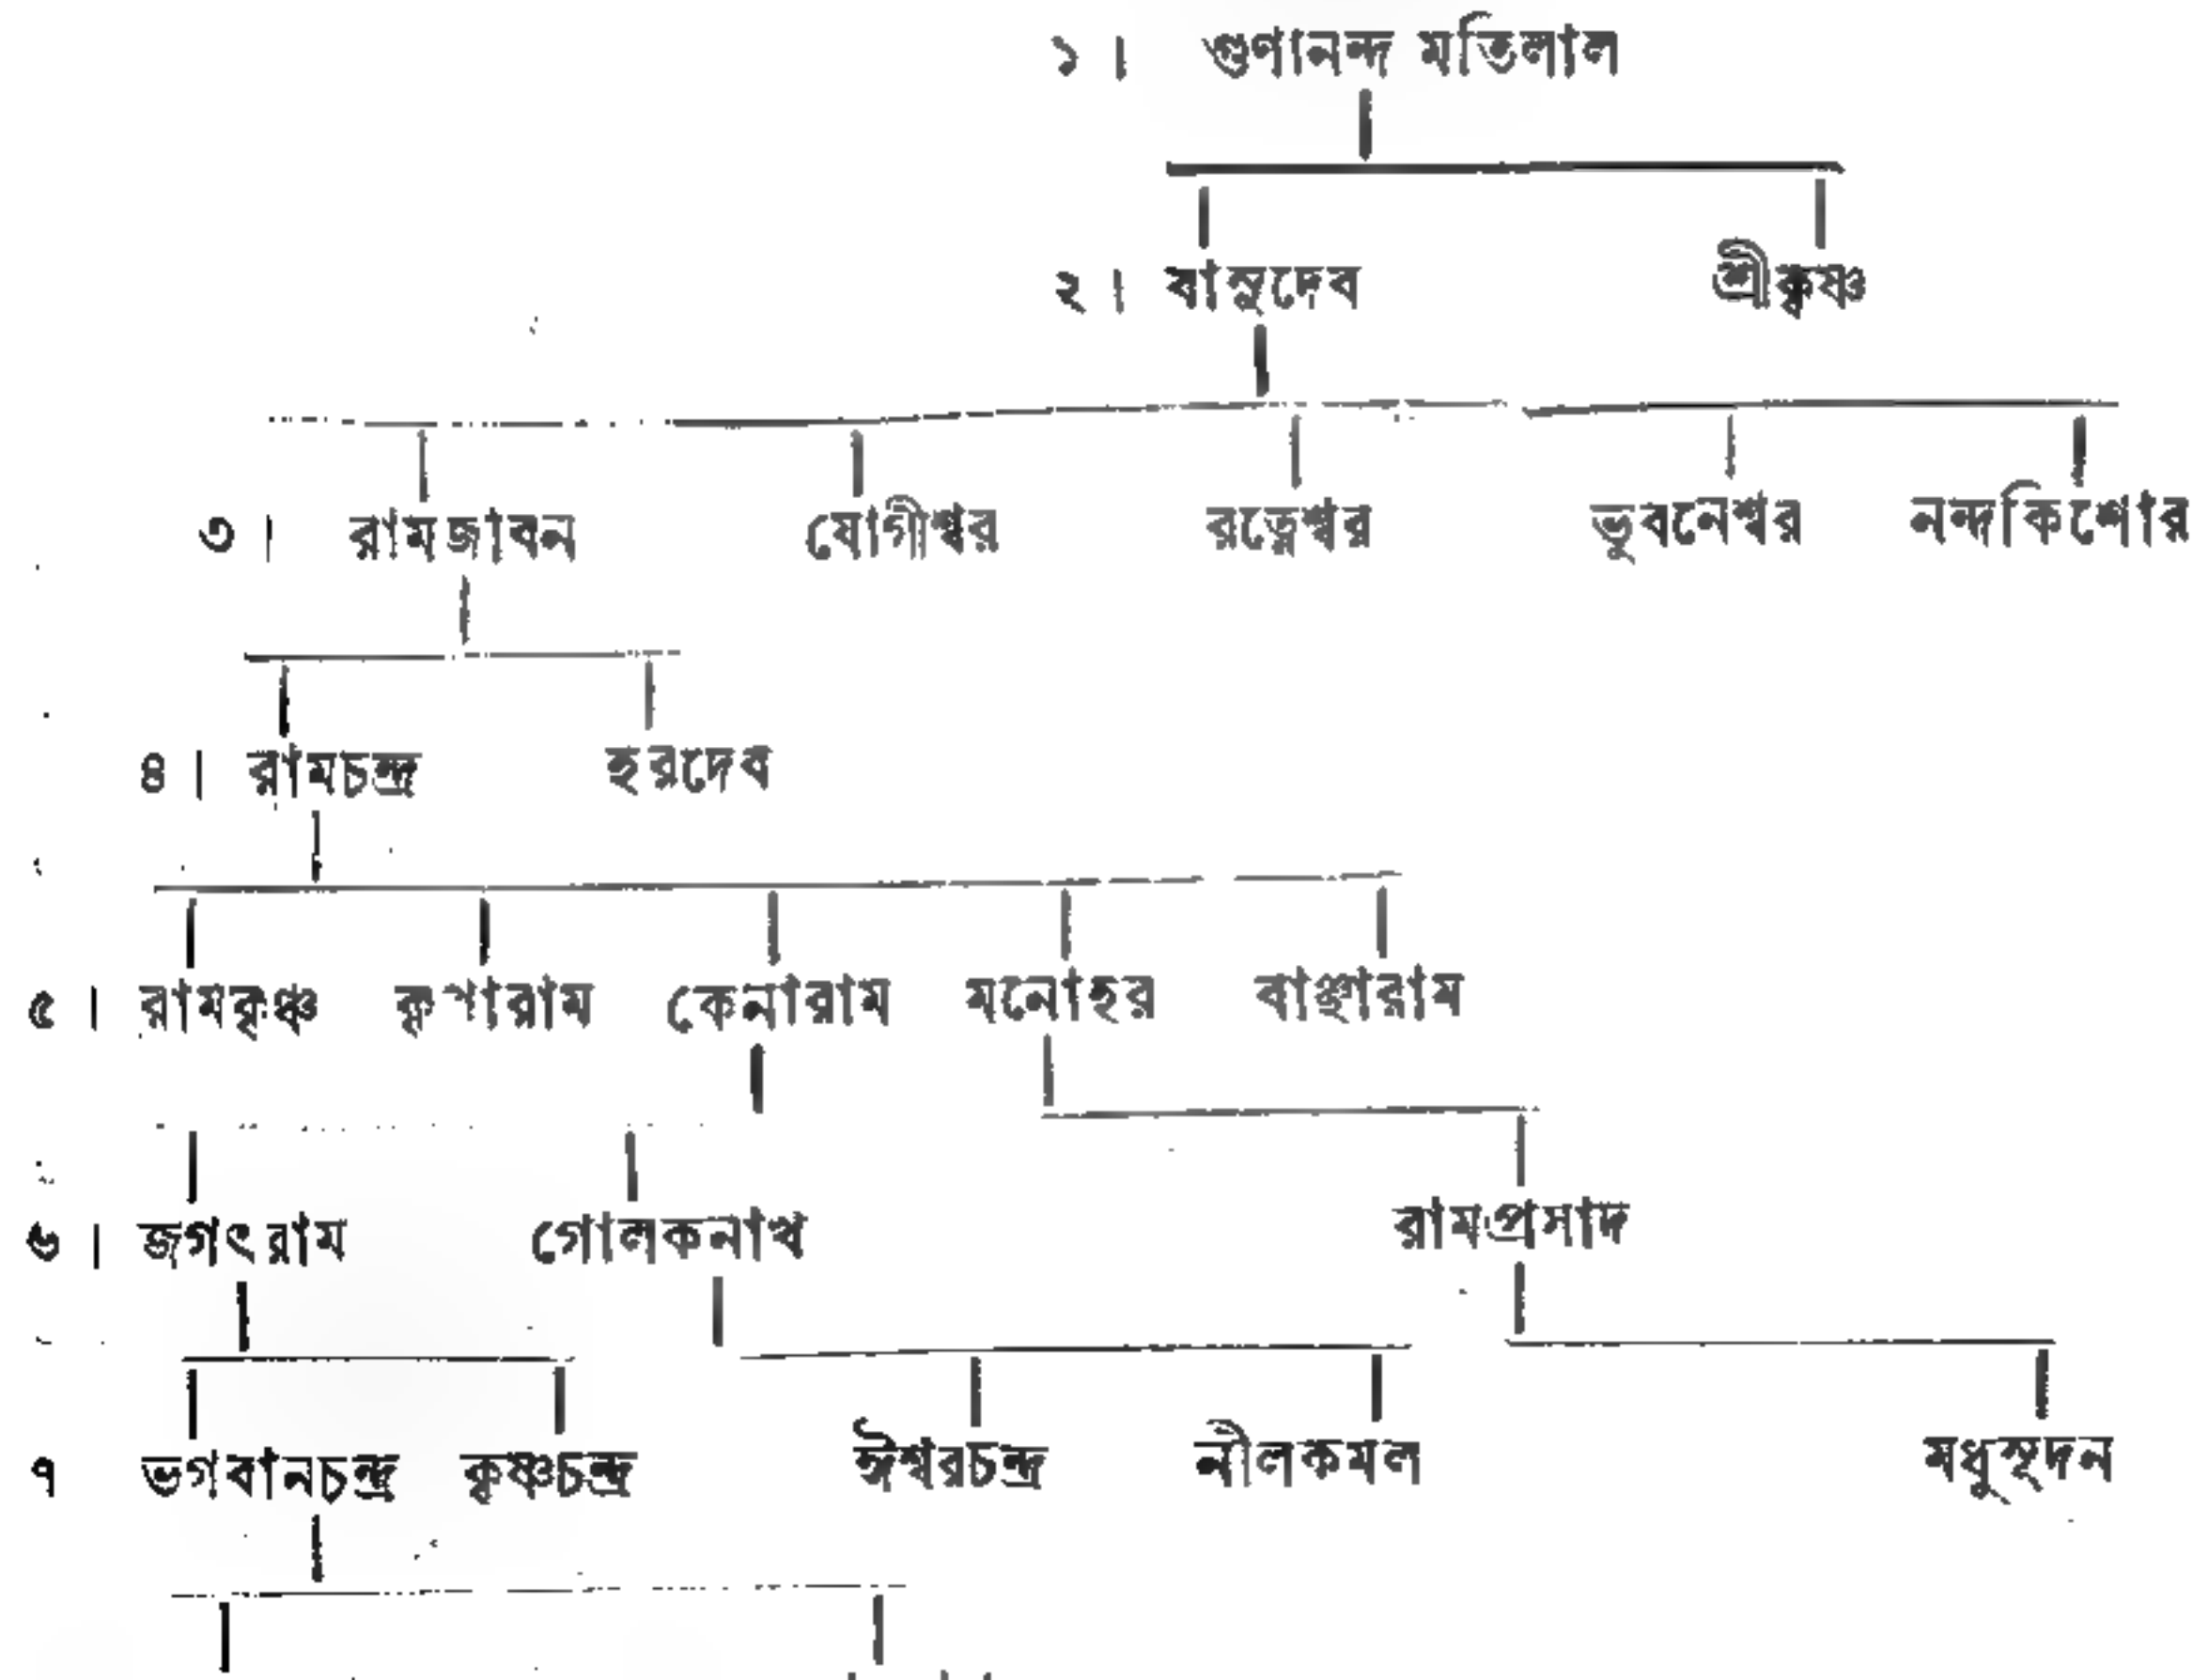 ১। গুণানন্দ মতিলাল
২। বাসুদেব শ্রীকৃষ্ণ
৩। রামজীবন যোগীশ্বর রত্নেশ্বর ভুবনেশ্বর নন্দকিশোর
৪। রামচন্দ্র হরদেব
৫। রামকৃষ্ণ কৃপারাম কেনারাম মনোহর বাঞ্ছারাম
৬। জগৎরাম গোলকনাথ রামপ্রসাদ
৭ ভগবানচন্দ্র কৃষ্ণচন্দ্র ঈশ্বরচন্দ্র নীলকমল মধুসূদন